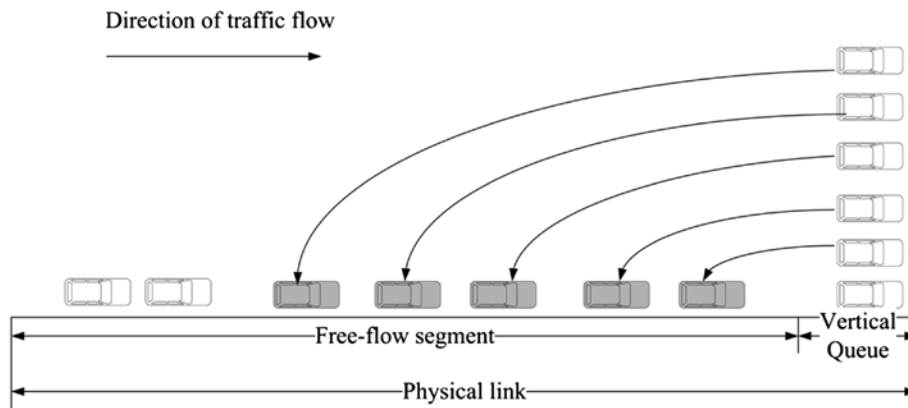 Direction of traffic flow
Free-flow segment
Vertical
Queue
Physical link